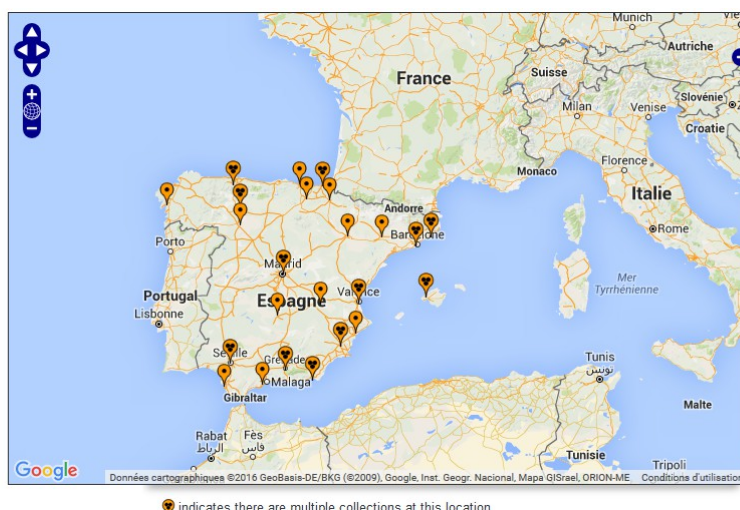 Munich
Vie
Autriche
France
Suisse
Milan
Venise
Slovénie
Croatie
Monaco
Florence
Italie
Rome
Andorre
Barcelone
Porto
Madrid
Mer
Tyrrhénienne
Portugal
Espagne
Valence
Lisbonne
Séville
Grenade
Malaga
Gibraltar
Tunis
تونس
Malte
Rabat
الرباط
Fès
فاس
Tunisie
Tripoli
Google
Données cartographiques ©2016 GeoBasis-DE/BKG (©2009), Google, Inst. Geogr. Nacional, Mapa GISrael, ORION-ME
Conditions d'utilisation
indicates there are multiple collections at this location